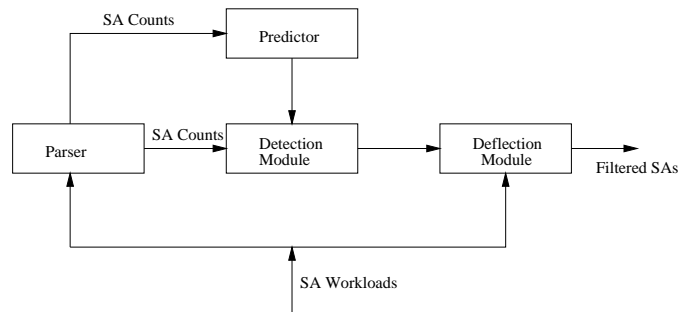 SA Counts
Predictor
SA Counts
Parser
Detection
Module
Deflection
Module
Filtered SAs
SA Workloads